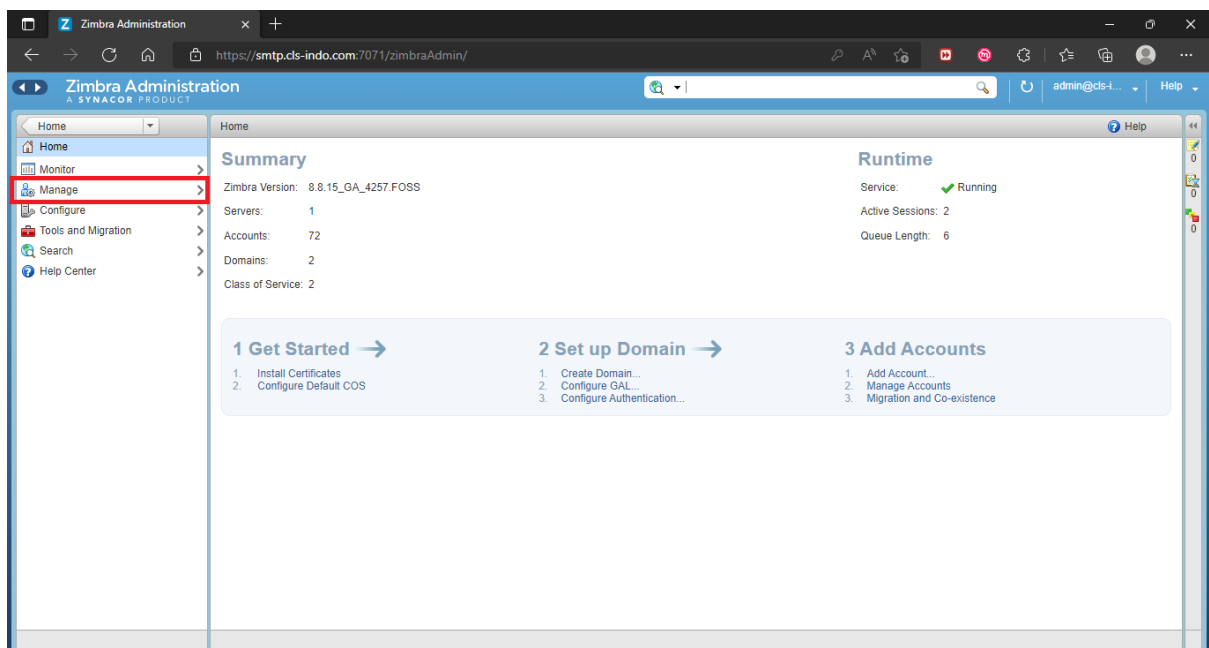 Zimbra Administration
https://smtp.cls-indo.com:7071/zimbraAdmin/
Zimbra Administration
A SYNACOR PRODUCT
admin@cls-i...
Help
Home
Home
Help
Home
Monitor
Manage
Configure
Tools and Migration
Search
Help Center
Summary
Zimbra Version: 8.8.15_GA_4257.FOSS
Servers: 1
Accounts: 72
Domains: 2
Class of Service: 2
Runtime
Service: Running
Active Sessions: 2
Queue Length: 6
0
0
0
1 Get Started
1. Install Certificates
2. Configure Default COS
2 Set up Domain
1. Create Domain...
2. Configure GAL...
3. Configure Authentication...
3 Add Accounts
1. Add Account...
2. Manage Accounts
3. Migration and Co-existence